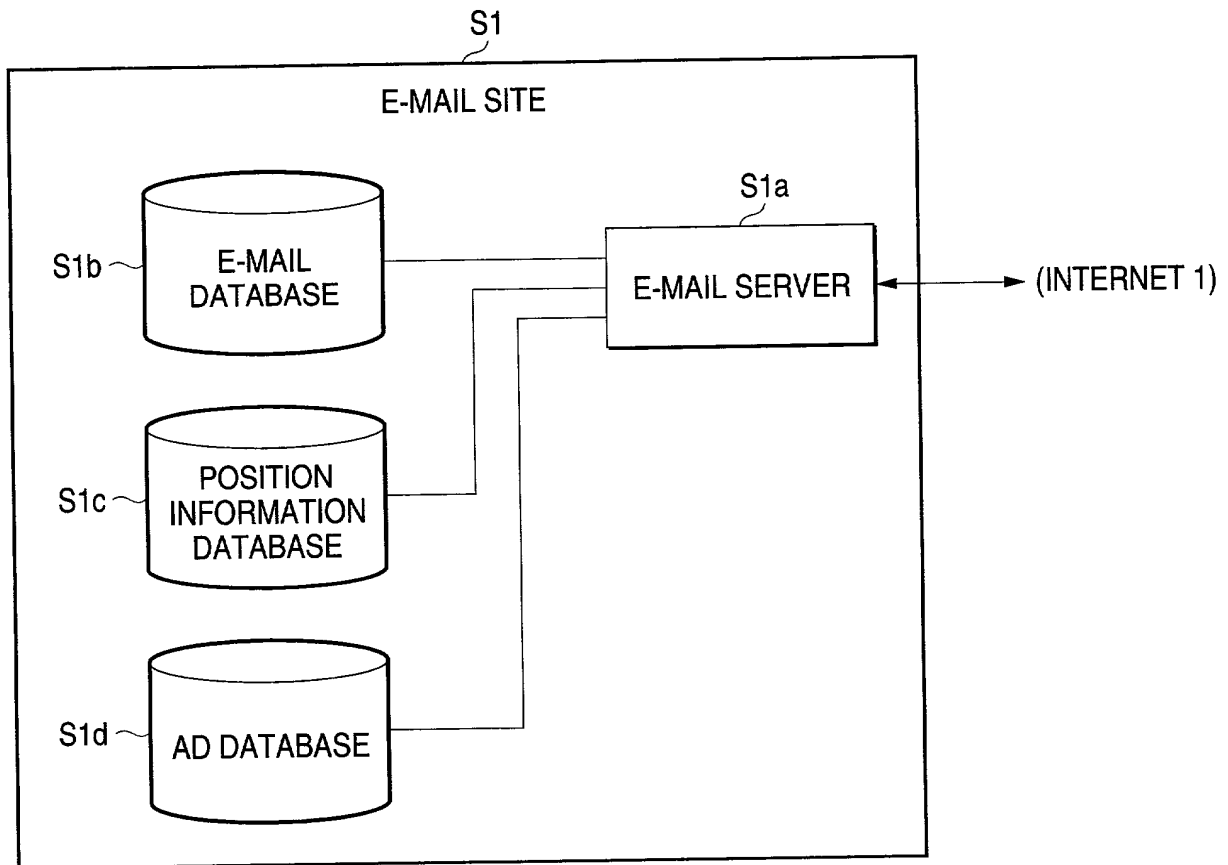 S1
E-MAIL SITE
S1a
S1b
E-MAIL
DATABASE
E-MAIL SERVER
(INTERNET 1)
S1c
POSITION
INFORMATION
DATABASE
S1d
AD DATABASE